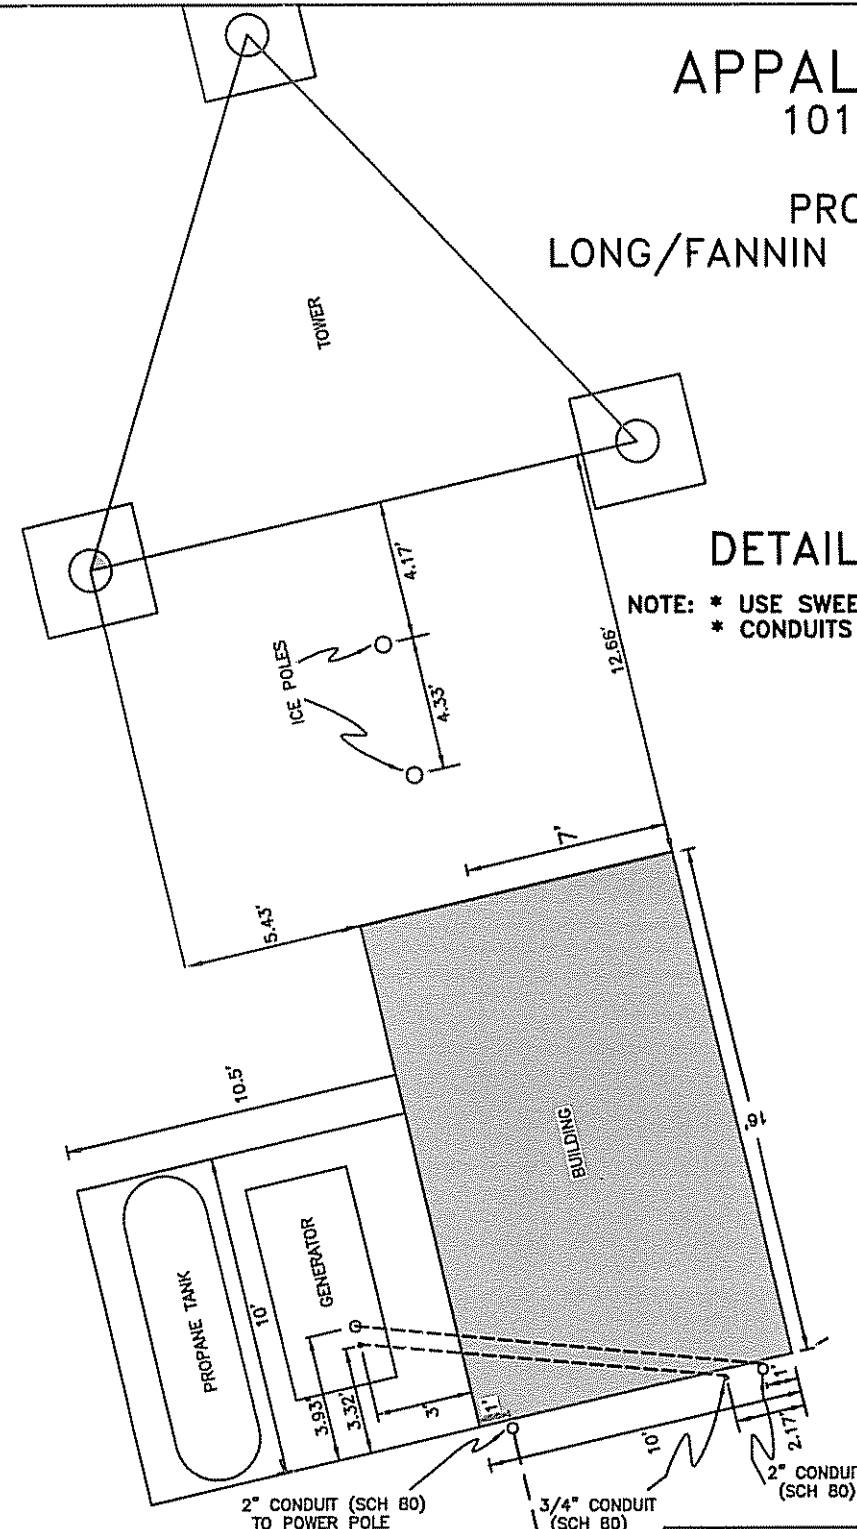 APPAL
101
PRO
LONG/FANNIN
TOWER
DETAIL
NOTE: * USE SWEE
* CONDUITS
4.17'
ICE POLES
4.33'
12.66'
7'
5.43'
10.5'
BUILDING
16'
GENERATOR
PROPANE TANK
10'
3.93'
3.32'
3'
1'
10'
1'
2.17'
2" CONDUIT (SCH 80)
TO POWER POLE
3/4" CONDUIT
(SCH 80)
2" CONDUI
(SCH 80)